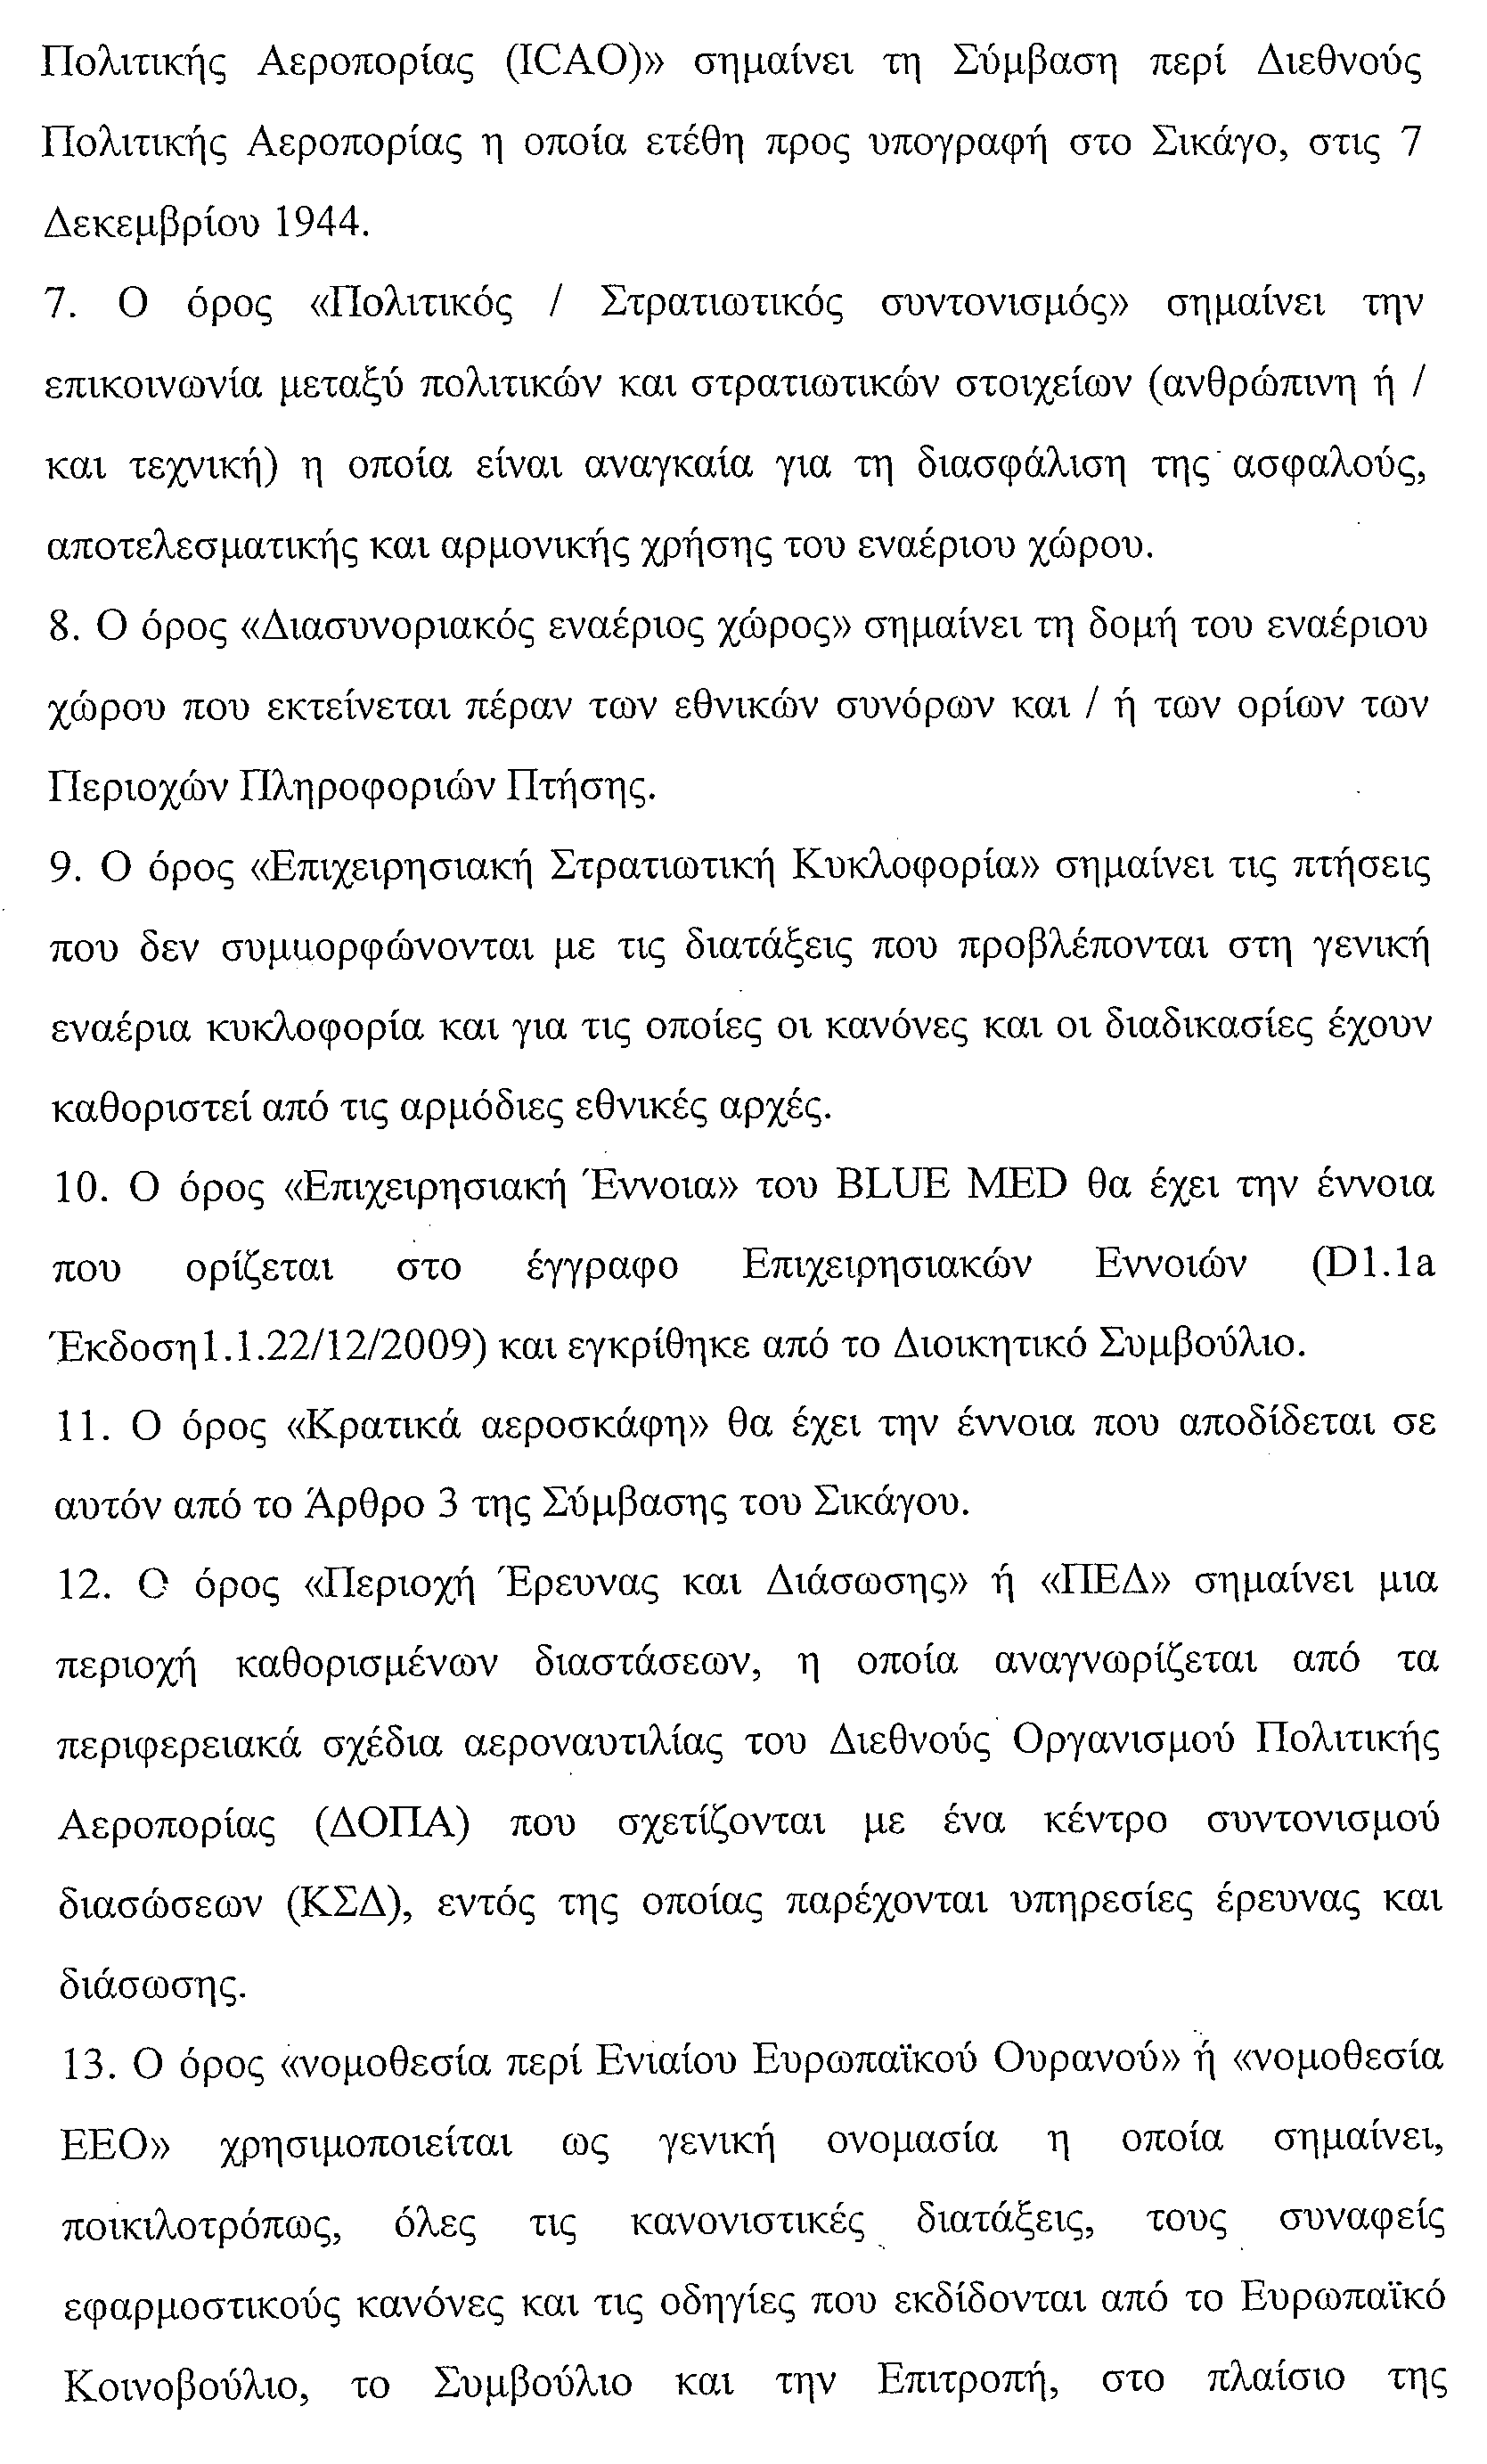 Πολιτικής Αεροπορίας (ICAO)» σημαίνει τη Σύμβαση περί Διεθνούς
Πολιτικής Αεροπορίας η οποία ετέθη προς υπογραφή στο Σικάγο, στις 7
Δεκεμβρίου 1944.
7. Ο όρος «Πολιτικός / Στρατιωτικός συντονισμός» σημαίνει την
επικοινωνία μεταξύ πολιτικών και στρατιωτικών στοιχείων (ανθρώπινη ή /
και τεχνική) η οποία είναι αναγκαία για τη διασφάλιση της ασφαλούς,
αποτελεσματικής και αρμονικής χρήσης του εναέριου χώρου.
8. Ο όρος «Διασυνοριακός εναέριος χώρος» σημαίνει τη δομή του εναέριου
χώρου που εκτείνεται πέραν των εθνικών συνόρων και / ή των ορίων των
Περιοχών Πληροφοριών Πτήσης.
9. Ο όρος «Επιχειρησιακή Στρατιωτική Κυκλοφορία» σημαίνει τις πτήσεις
που δεν συμμορφώνονται με τις διατάξεις που προβλέπονται στη γενική
εναέρια κυκλοφορία και για τις οποίες οι κανόνες και οι διαδικασίες έχουν
καθοριστεί από τις αρμόδιες εθνικές αρχές.
10. Ο όρος «Επιχειρησιακή Έννοια» του BLUE MED θα έχει την έννοια
που ορίζεται στο έγγραφο Επιχειρησιακών Εννοιών (D1.1a
Έκδοση1.1.22/12/2009) και εγκρίθηκε από το Διοικητικό Συμβούλιο.
11. Ο όρος «Κρατικά αεροσκάφη» θα έχει την έννοια που αποδίδεται σε
αυτόν από το Άρθρο 3 της Σύμβασης του Σικάγου.
12. Ο όρος «Περιοχή Έρευνας και Διάσωσης» ή «ΠΕΔ» σημαίνει μια
περιοχή καθορισμένων διαστάσεων, η οποία αναγνωρίζεται από τα
περιφερειακά σχέδια αεροναυτιλίας του Διεθνούς Οργανισμού Πολιτικής
Αεροπορίας (ΔΟΠΑ) που σχετίζονται με ένα κέντρο συντονισμού
διασώσεων (ΚΣΔ), εντός της οποίας παρέχονται υπηρεσίες έρευνας και
διάσωσης.
13. Ο όρος «νομοθεσία περί Ενιαίου Ευρωπαϊκού Ουρανού» ή «νομοθεσία
ΕΕΟ» χρησιμοποιείται ως γενική ονομασία η οποία σημαίνει,
ποικιλοτρόπως, όλες τις κανονιστικές διατάξεις, τους συναφείς
εφαρμοστικούς κανόνες και τις οδηγίες που εκδίδονται από το Ευρωπαϊκό
Κοινοβούλιο, το Συμβούλιο και την Επιτροπή, στο πλαίσιο της